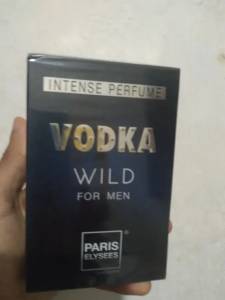 INTENSE PERFUME
VODKA
WILD
FOR MEN
PARIS
ELYSEES
®